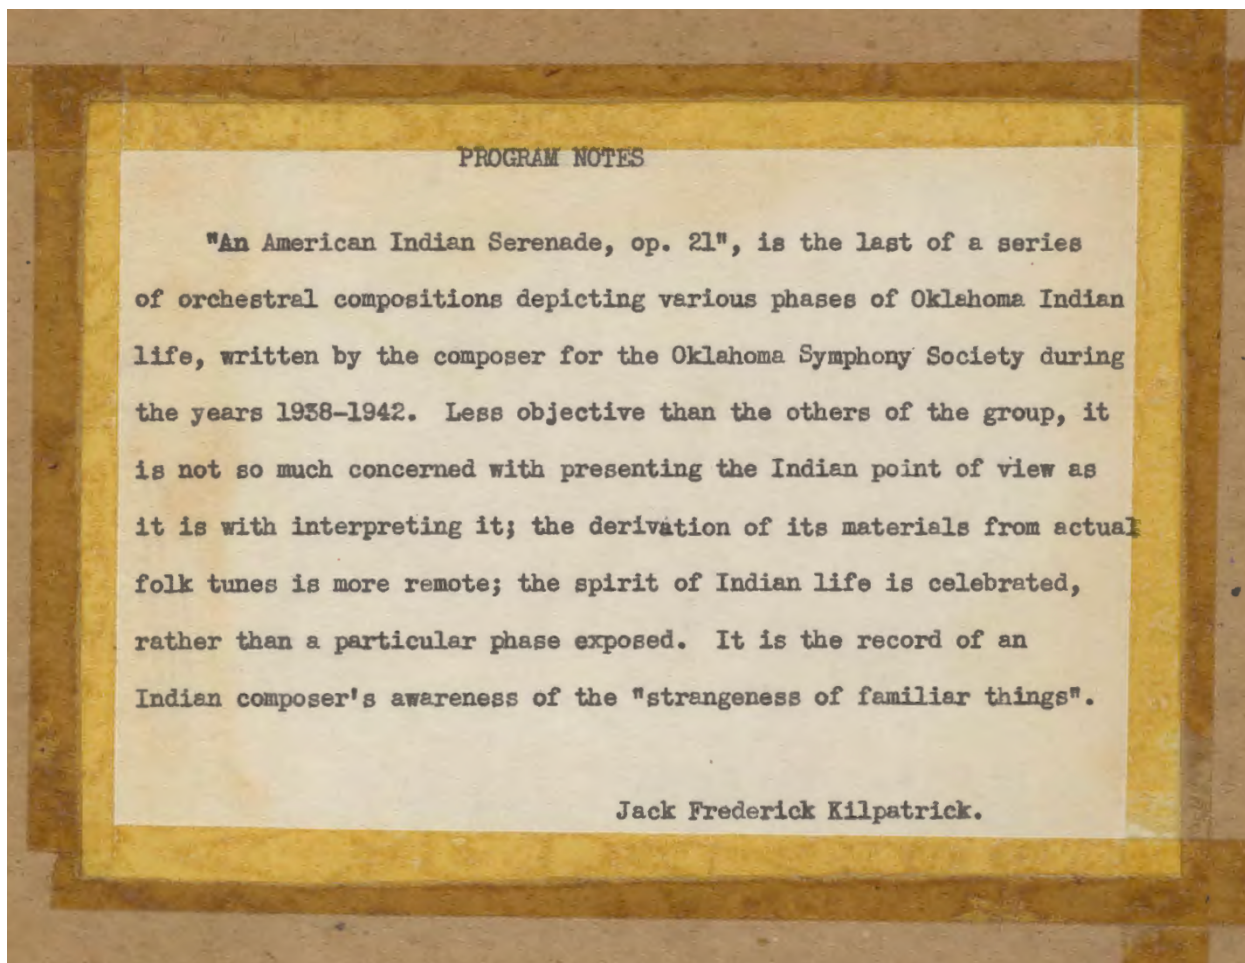 PROGRAM NOTES
"An American Indian Serenade, op. 21", is the last of a series
of orchestral compositions depicting various phases of Oklahoma Indian
life, written by the composer for the Oklahoma Symphony Society during
the years 1938-1942. Less objective than the others of the group, it
is not so much concerned with presenting the Indian point of view as
it is with interpreting it; the derivation of its materials from actual
folk tunes is more remote; the spirit of Indian life is celebrated,
rather than a particular phase exposed. It is the record of an
Indian composer's awareness of the "strangeness of familiar things".
Jack Frederick Kilpatrick.